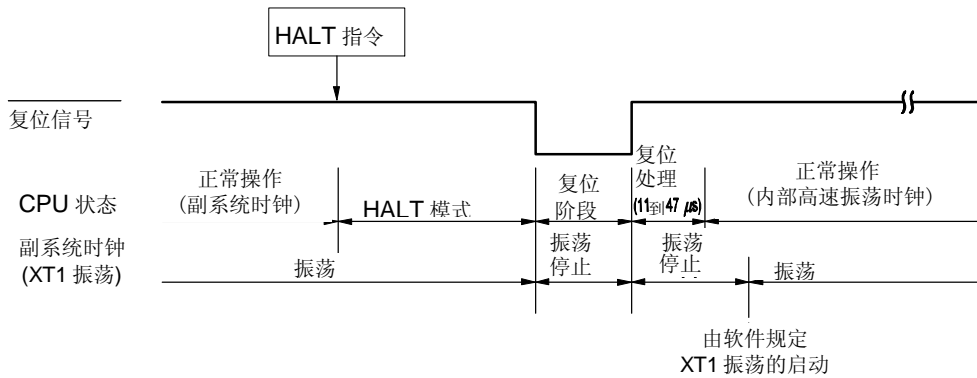 HALT 指令
复位信号
CPU 状态
正常操作
(副系统时钟)
HALT 模式
复位
阶段
复位
处理
(11到47 µs)
正常操作
(内部高速振荡时钟)
副系统时钟
(XT1 振荡)
振荡
振荡
停止
振荡
停止
振荡
由软件规定
XT1 振荡的启动